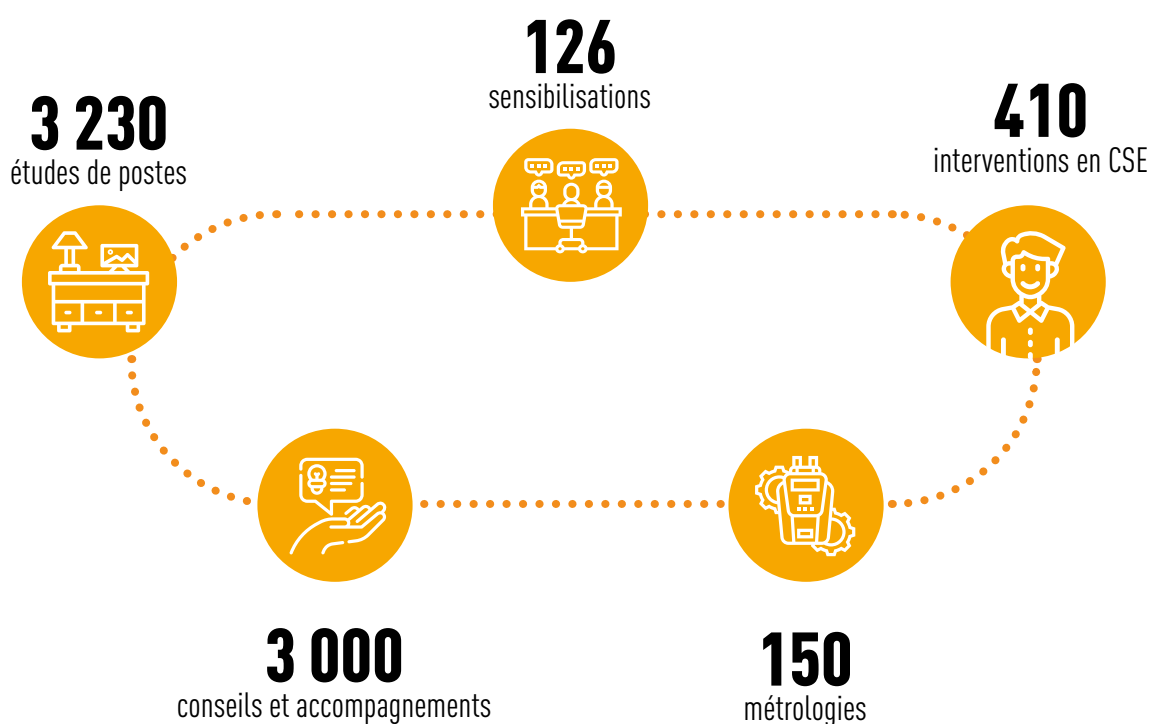 126
sensibilisations
3 230
études de postes
410
interventions en CSE
3 000
conseils et accompagnements
150
métrologies